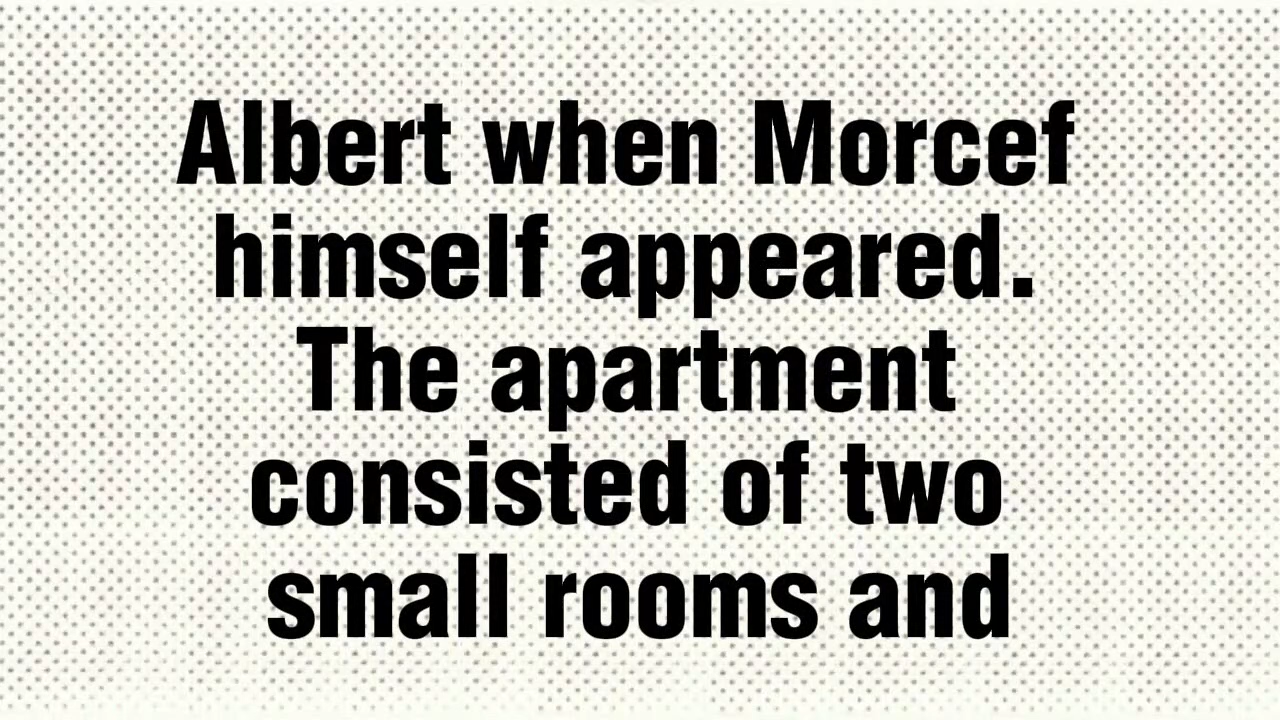 Albert when Morcef
himself appeared.
The apartment
consisted of two
small rooms and